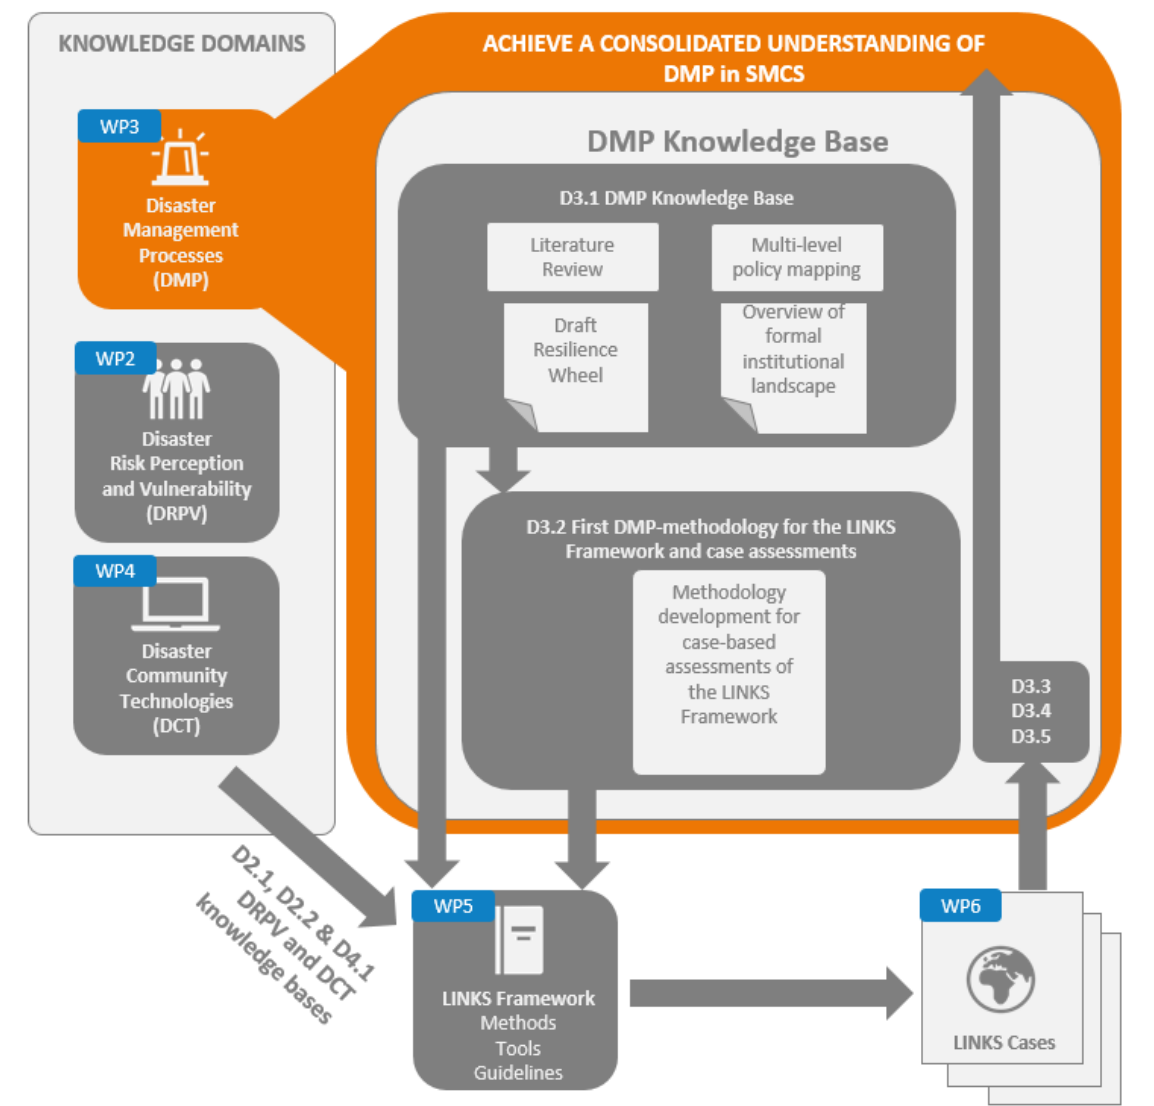 KNOWLEDGE DOMAINS
WP3
Disaster
Management
Processes
(DMP)
WP2
Disaster
Risk Perception
and Vulnerability
(DRPV)
WP4
Disaster
Community
Technologies
(DCT)
ACHIEVE A CONSOLIDATED UNDERSTANDING OF
DMP in SMCS
DMP Knowledge Base
D3.1 DMP Knowledge Base
Literature
Review
Multi-level
policy mapping
Draft
Resilience
Wheel
Overview of
formal
institutional
landscape
D3.2 First DMP-methodology for the LINKS
Framework and case assessments
Methodology
development for
case-based
assessments of
the LINKS
Framework
D3.3
D3.4
D3.5
D2.1, D2.2 & D4.1
DRPV and DCT
knowledge bases
WP5
LINKS Framework
Methods
Tools
Guidelines
WP6
LINKS Cases